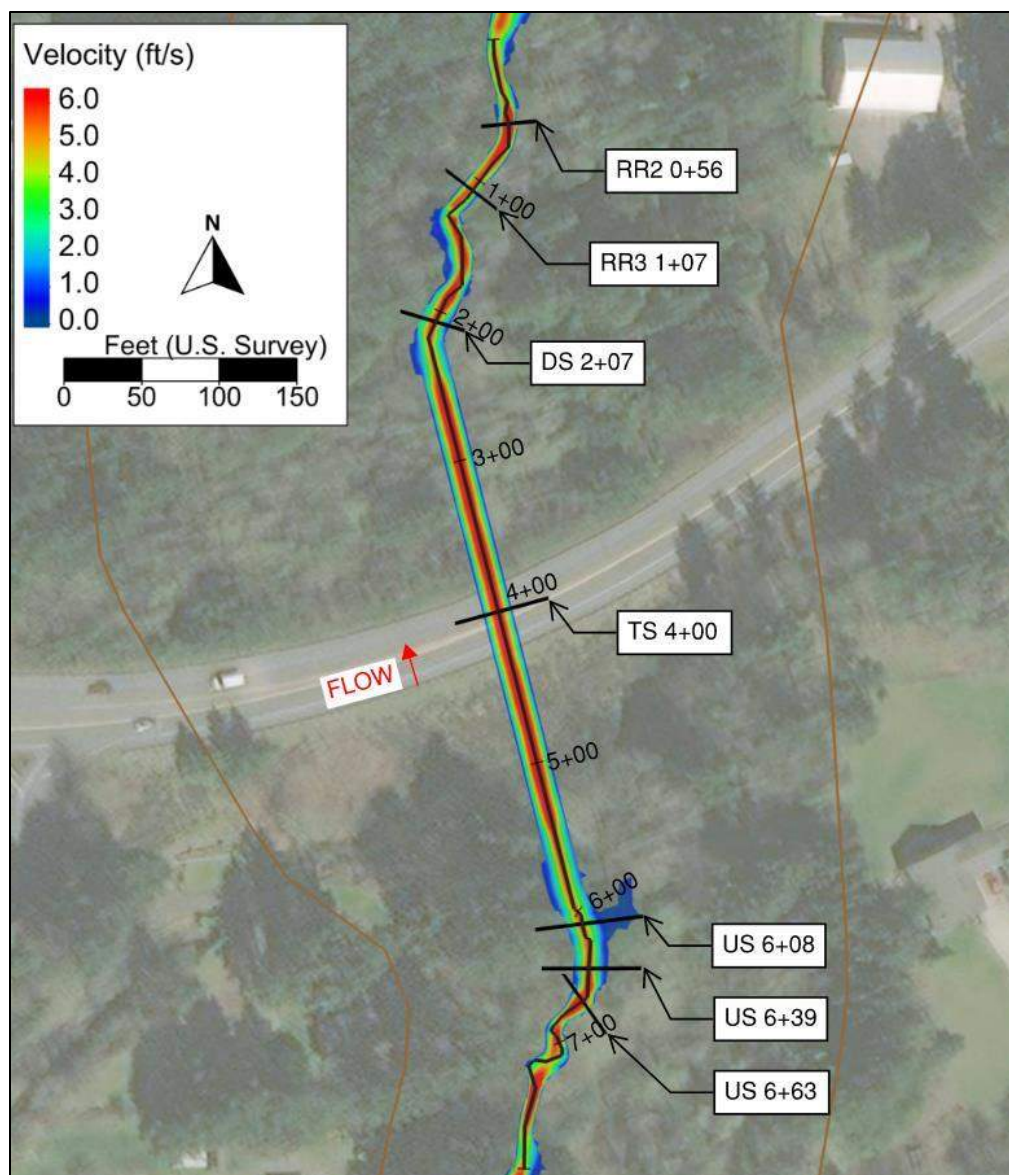 Velocity (ft/s)
6.0
5.0
4.0
3.0
2.0
1.0
0.0
N
Feet (U.S. Survey)
0 50 100 150
RR2 0+56
1+00
RR3 1+07
2+00
DS 2+07
3+00
4+00
TS 4+00
FLOW
5+00
6+00
US 6+08
US 6+39
7+00
US 6+63